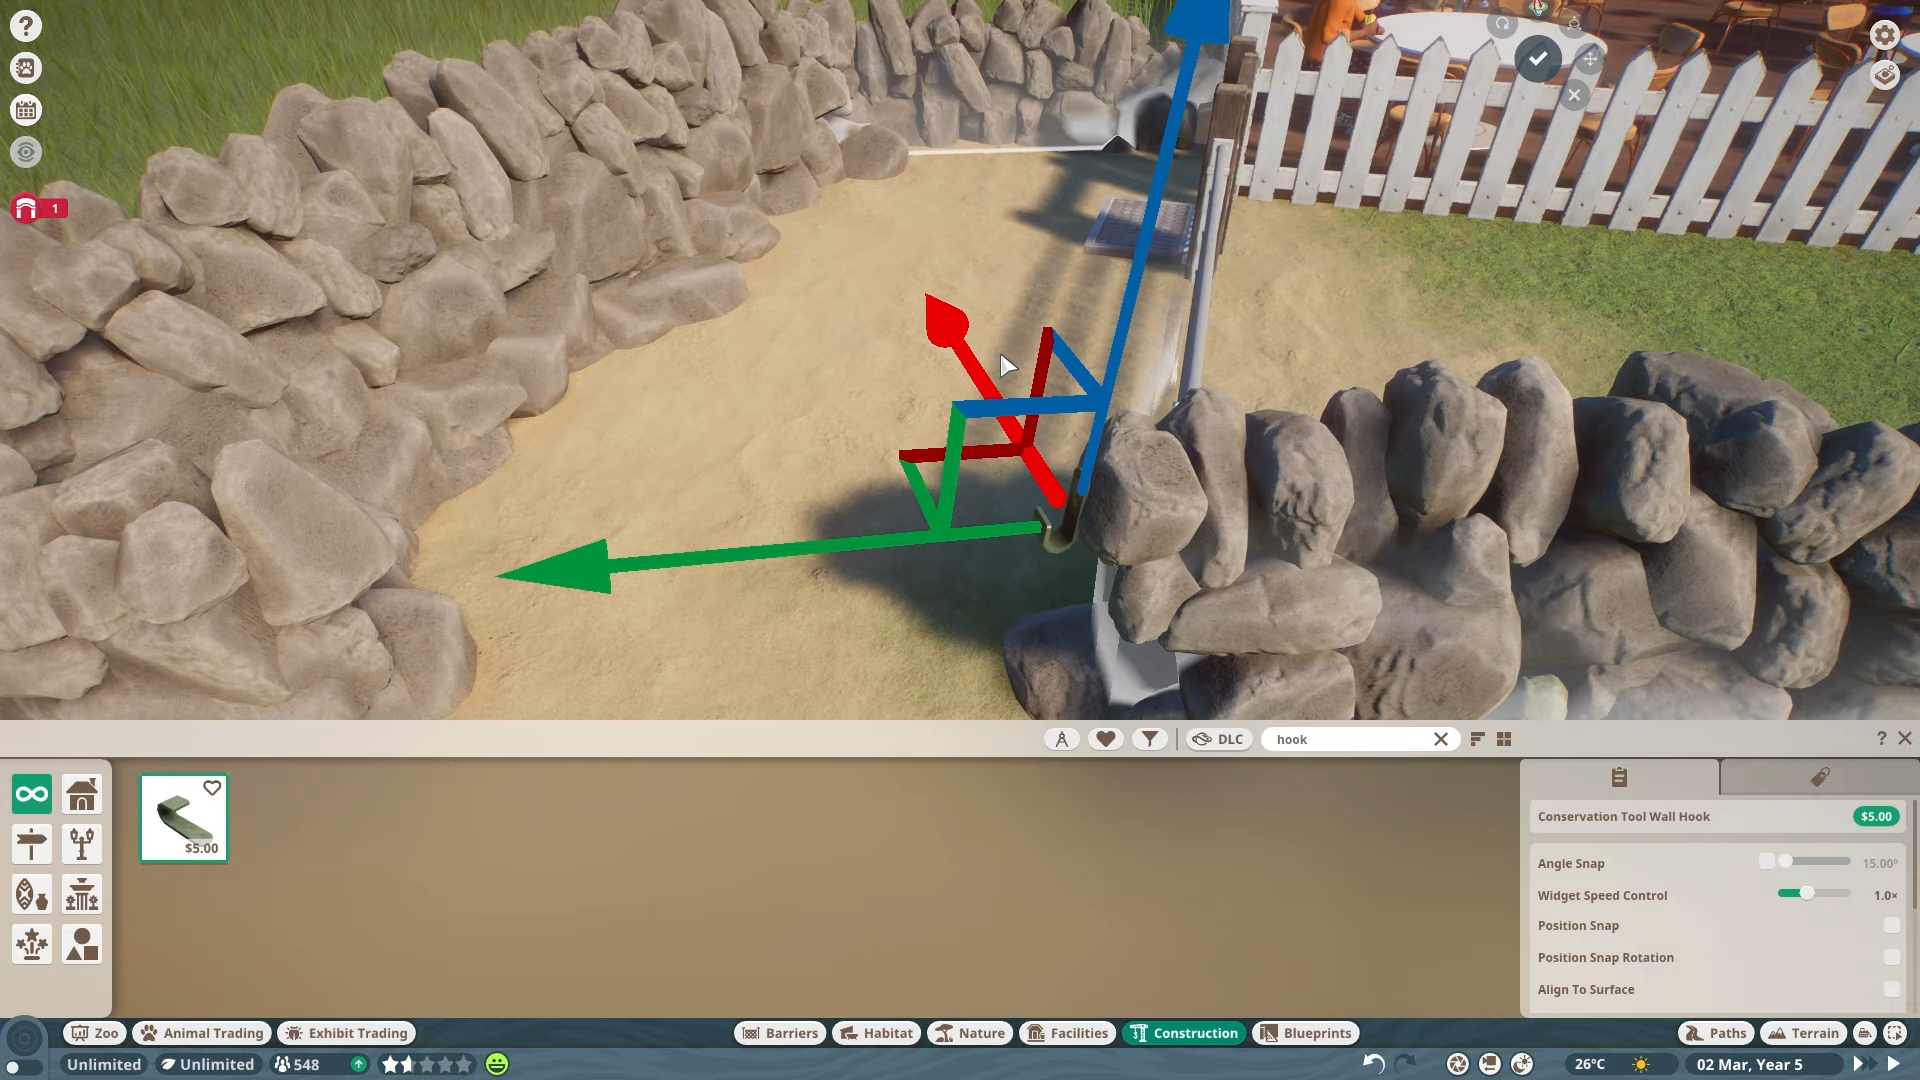 1
DLC
hook
$5.00
Conservation Tool Wall Hook
$5.00
Angle Snap
15.00°
Widget Speed Control
1.0×
Position Snap
Position Snap Rotation
Align To Surface
Zoo
Animal Trading
Exhibit Trading
Barriers
Habitat
Nature
Facilities
Construction
Blueprints
Paths
Terrain
Unlimited
Unlimited
548
26°C
02 Mar, Year 5